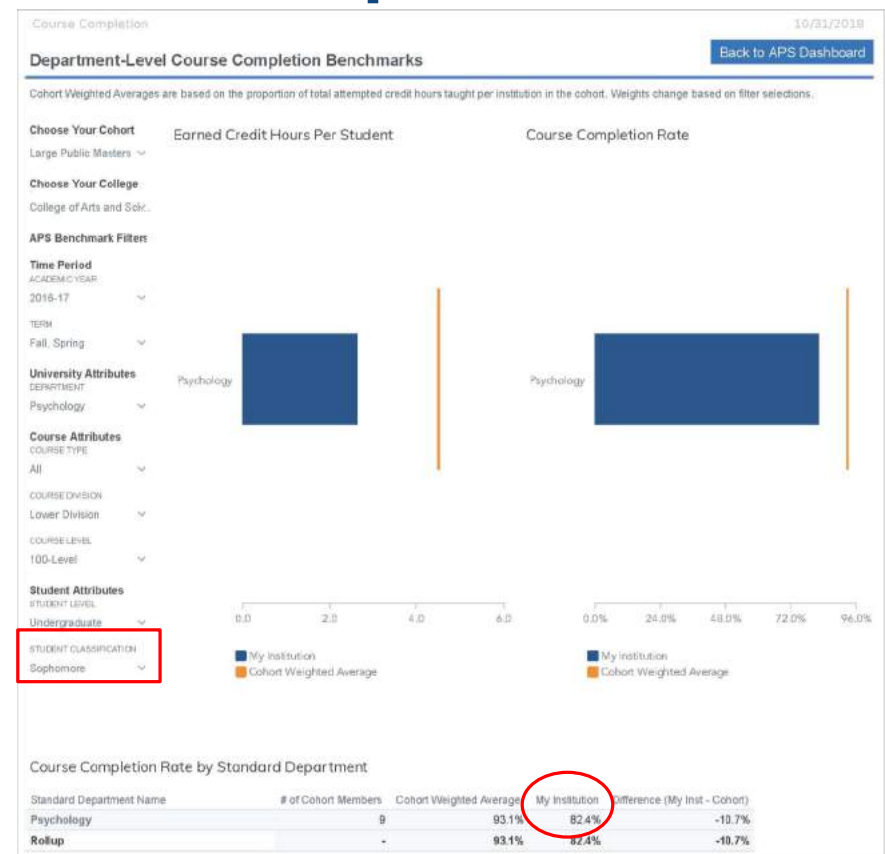 Course Completion
10/31/2018
Department-Level Course Completion Benchmarks
Back to APS Dashboard
Cohort Weighted Averages are based on the proportion of total attempted credit hours taught per institution in the cohort. Weights change based on filter selections.
Choose Your Cohort
Large Public Masters
Choose Your College
College of Arts and Scie..
APS Benchmark Filters
Time Period
ACADEMIC YEAR
2016-17
TERM
Fall, Spring
University Attributes
DEPARTMENT
Psychology
Course Attributes
COURSE TYPE
All
COURSE DIVISION
Lower Division
COURSE LEVEL
100-Level
Student Attributes
STUDENT LEVEL
Undergraduate
STUDENT CLASSIFICATION
Sophomore
Earned Credit Hours Per Student
Psychology
0.0 2.0 4.0 6.0
My Institution
Cohort Weighted Average
Course Completion Rate
Psychology
0.0% 24.0% 48.0% 72.0% 96.0%
My institution
Cohort Weighted Average
Course Completion Rate by Standard Department
Standard Department Name # of Cohort Members Cohort Weighted Average My Institution Difference (My Inst - Cohort)
Psychology 9 93.1% 82.4% -10.7%
Rollup - 93.1% 82.4% -10.7%